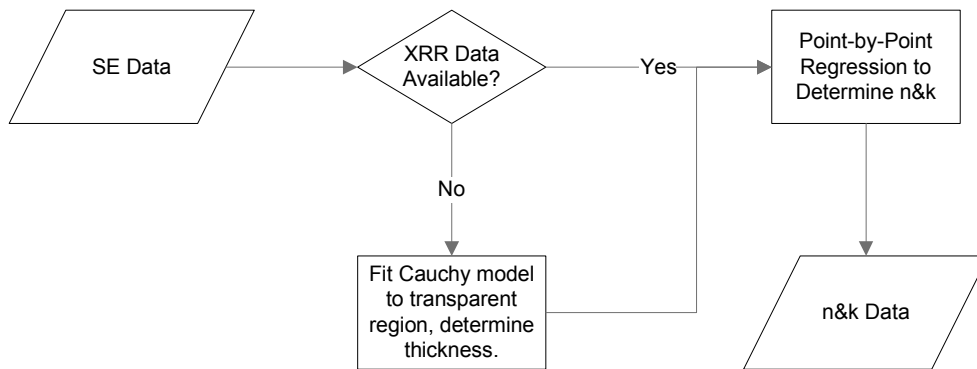 SE Data
XRR Data
Available?
Yes
Point-by-Point
Regression to
Determine n&k
No
Fit Cauchy model
to transparent
region, determine
thickness.
n&k Data